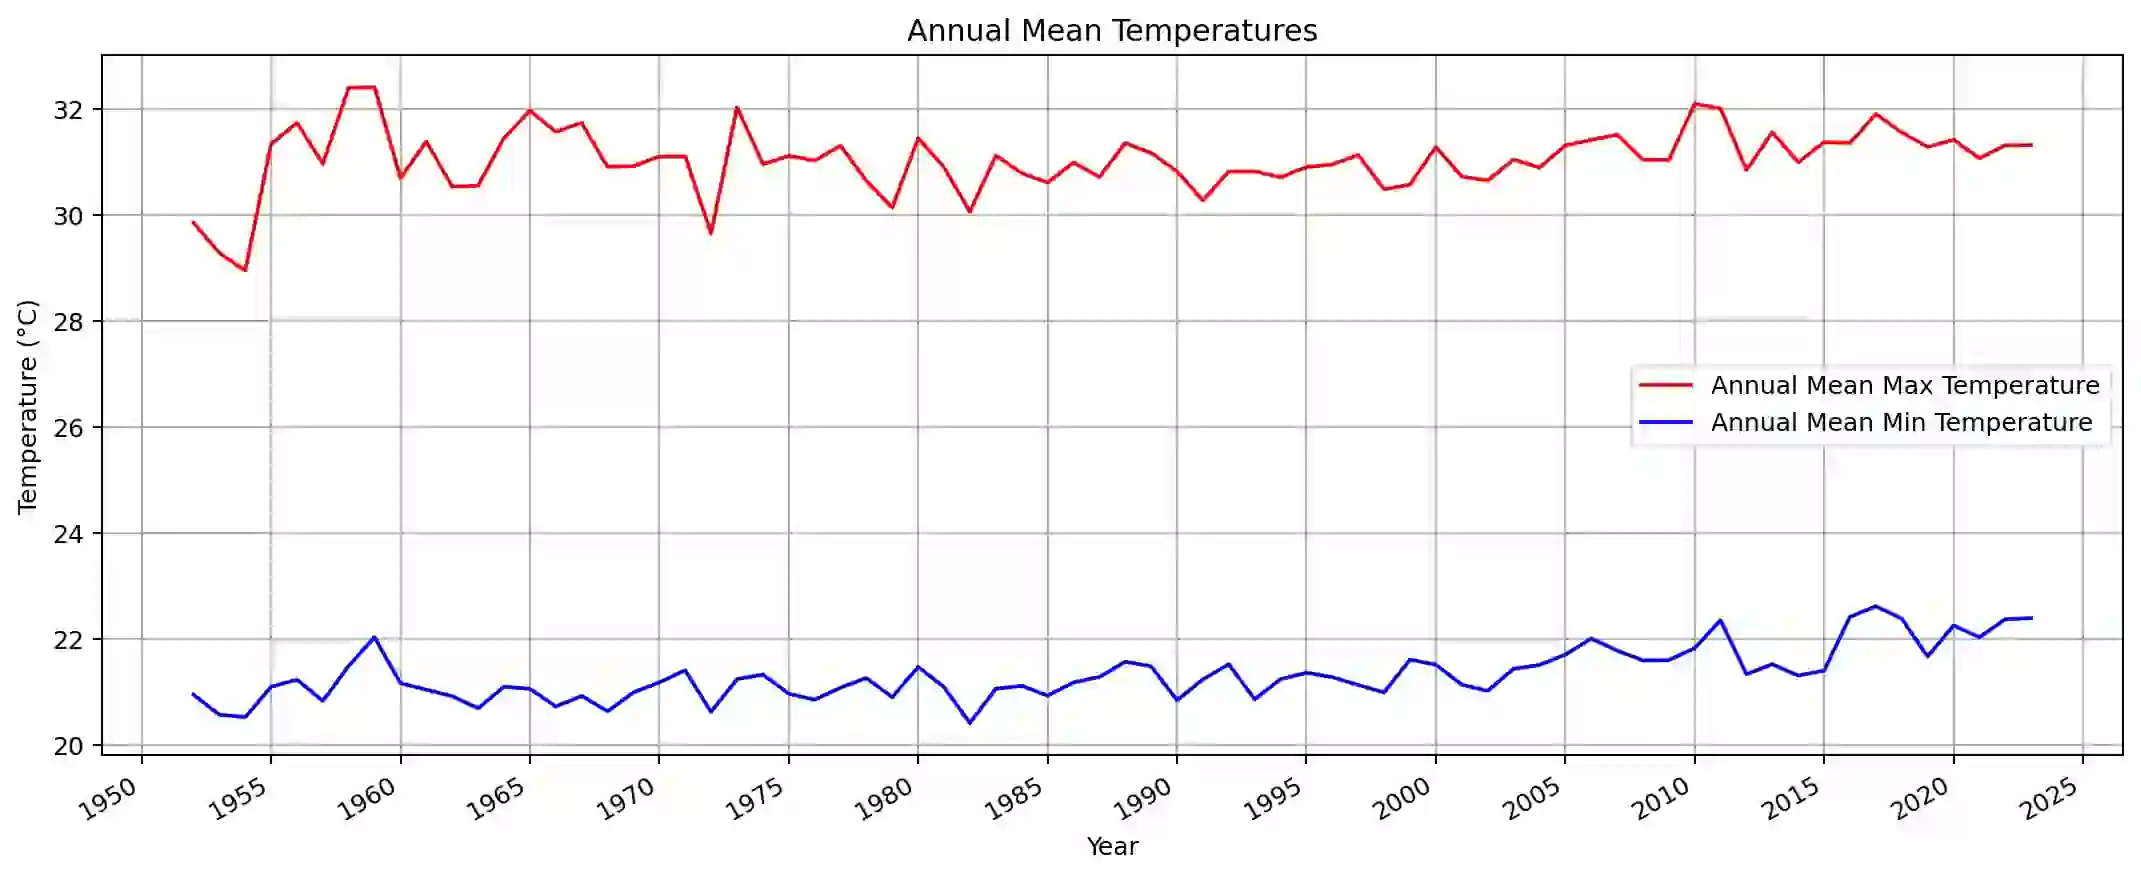 Annual Mean Temperatures
Temperature (°C)
32
30
28
26
24
22
20
Annual Mean Max Temperature
Annual Mean Min Temperature
1950 1955 1960 1965 1970 1975 1980 1985 1990 1995 2000 2005 2010 2015 2020 2025
Year